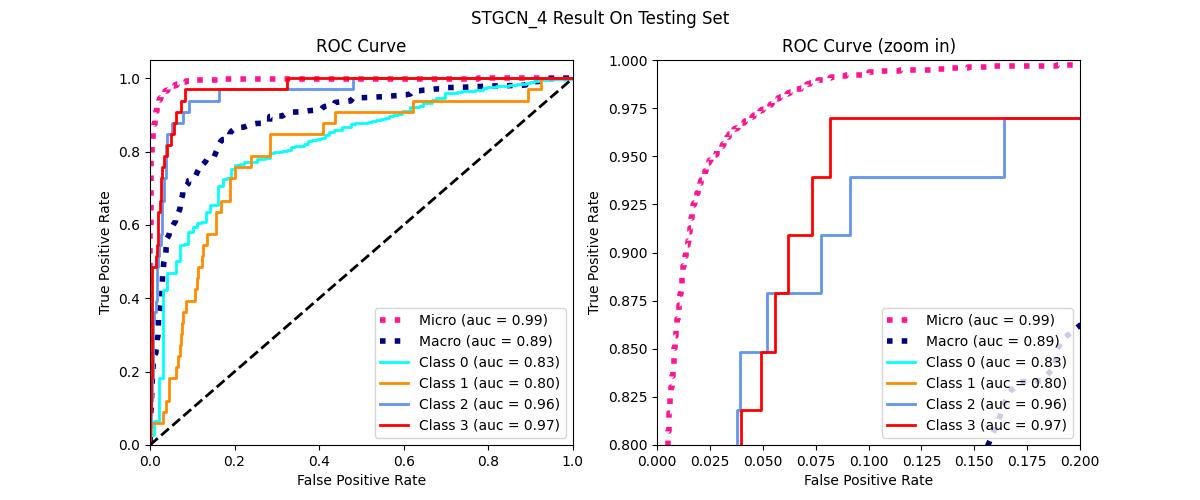 STGCN_4 Result On Testing Set
ROC Curve
True Positive Rate
1.0
0.8
0.6
0.4
0.2
0.0
0.0 0.2 0.4 0.6 0.8 1.0
False Positive Rate
Micro (auc = 0.99)
Macro (auc = 0.89)
Class 0 (auc = 0.83)
Class 1 (auc = 0.80)
Class 2 (auc = 0.96)
Class 3 (auc = 0.97)
ROC Curve (zoom in)
True Positive Rate
1.000
0.975
0.950
0.925
0.900
0.875
0.850
0.825
0.800
0.000 0.025 0.050 0.075 0.100 0.125 0.150 0.175 0.200
False Positive Rate
Micro (auc = 0.99)
Macro (auc = 0.89)
Class 0 (auc = 0.83)
Class 1 (auc = 0.80)
Class 2 (auc = 0.96)
Class 3 (auc = 0.97)